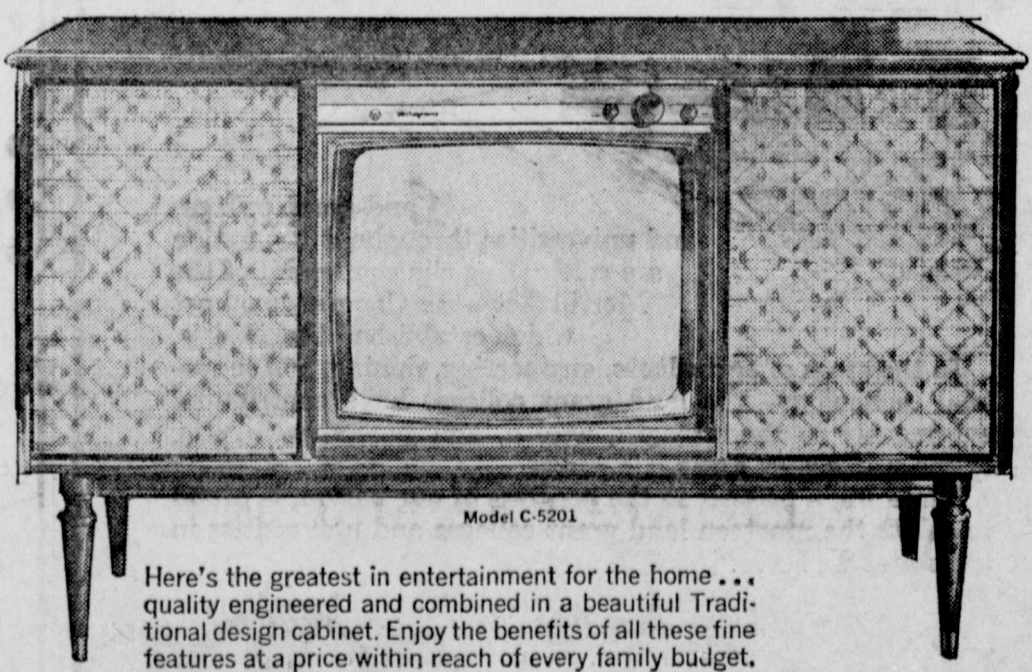 Model C-5201
Here's the greatest in entertainment for the home...
quality engineered and combined in a beautiful Tradi-
tional design cabinet. Enjoy the benefits of all these fine
features at a price within reach of every family budget.